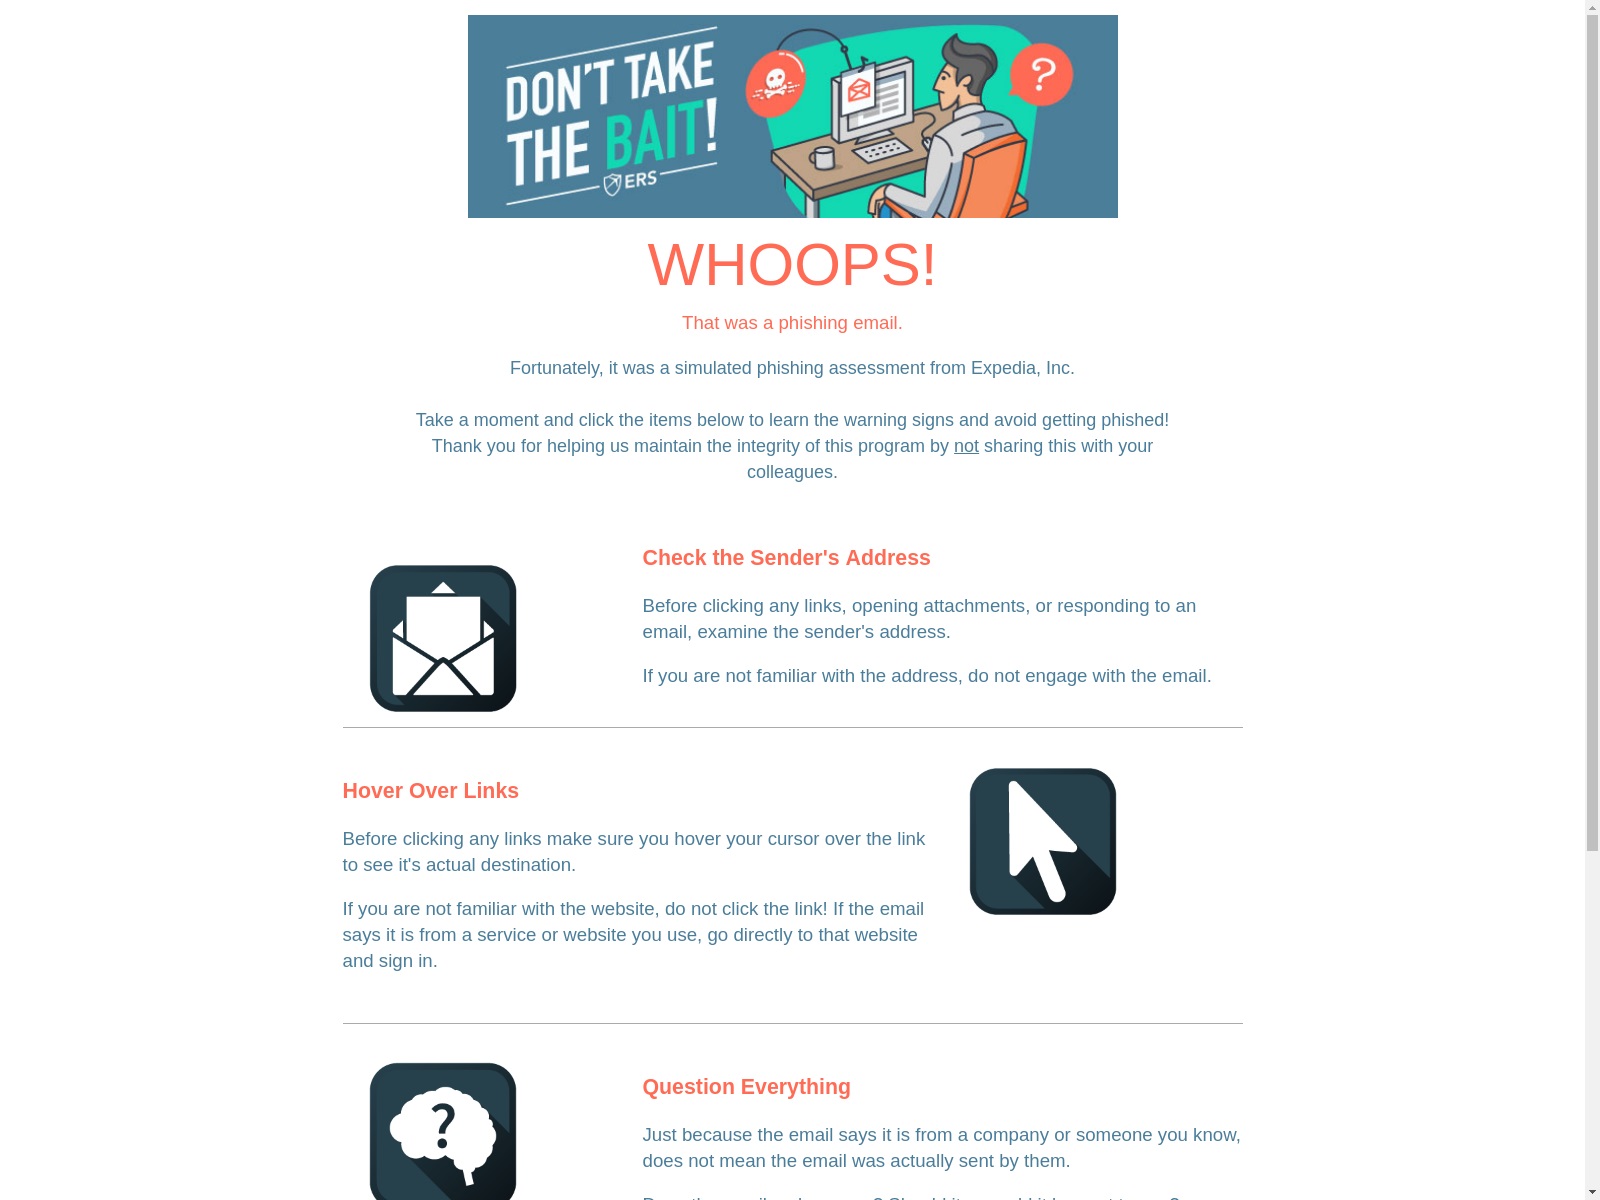 DON'T TAKE
THE BAIT!
ERS
?
WHOOPS!
That was a phishing email.
Fortunately, it was a simulated phishing assessment from Expedia, Inc.
Take a moment and click the items below to learn the warning signs and avoid getting phished!
Thank you for helping us maintain the integrity of this program by not sharing this with your
colleagues.
Check the Sender's Address
Before clicking any links, opening attachments, or responding to an
email, examine the sender's address.
If you are not familiar with the address, do not engage with the email.
Hover Over Links
Before clicking any links make sure you hover your cursor over the link
to see it's actual destination.
If you are not familiar with the website, do not click the link! If the email
says it is from a service or website you use, go directly to that website
and sign in.
?
Question Everything
Just because the email says it is from a company or someone you know,
does not mean the email was actually sent by them.